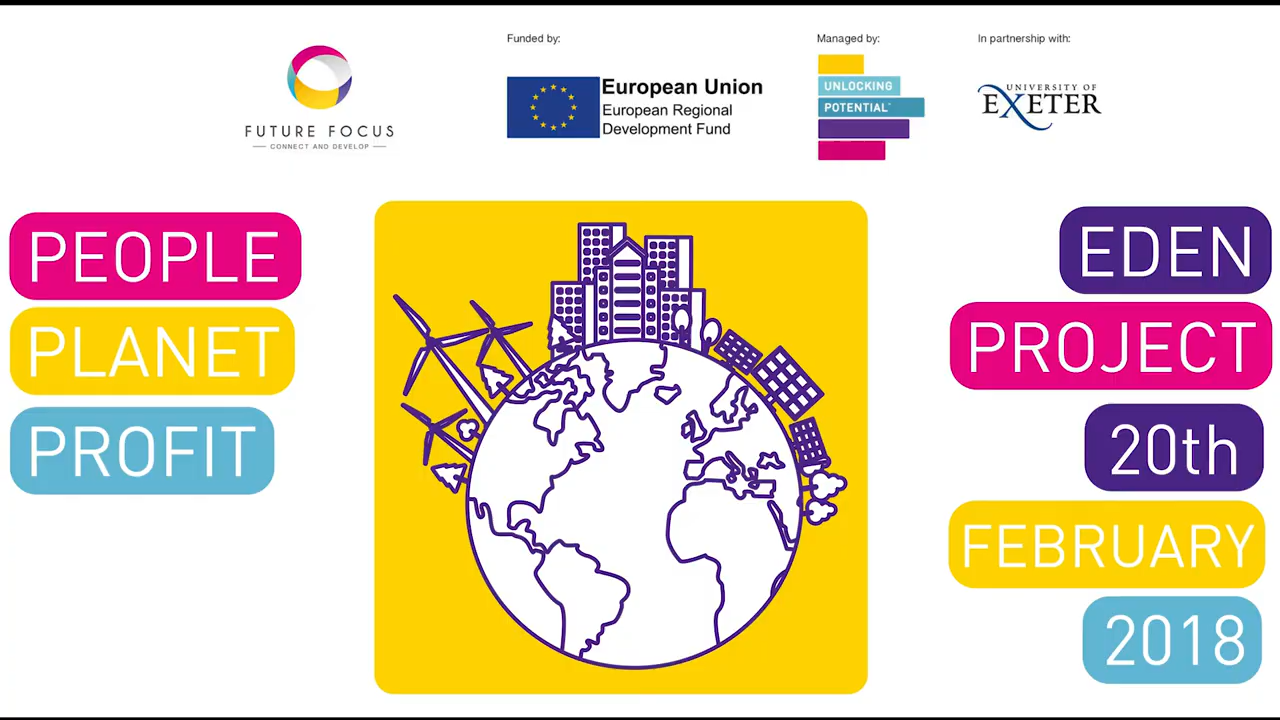 Funded by:
Managed by:
In partnership with:
FUTURE FOCUS
CONNECT AND DEVELOP
European Union
European Regional
Development Fund
UNLOCKING
POTENTIAL
UNIVERSITY OF
EXETER
PEOPLE
PLANET
PROFIT
EDEN
PROJECT
20th
FEBRUARY
2018